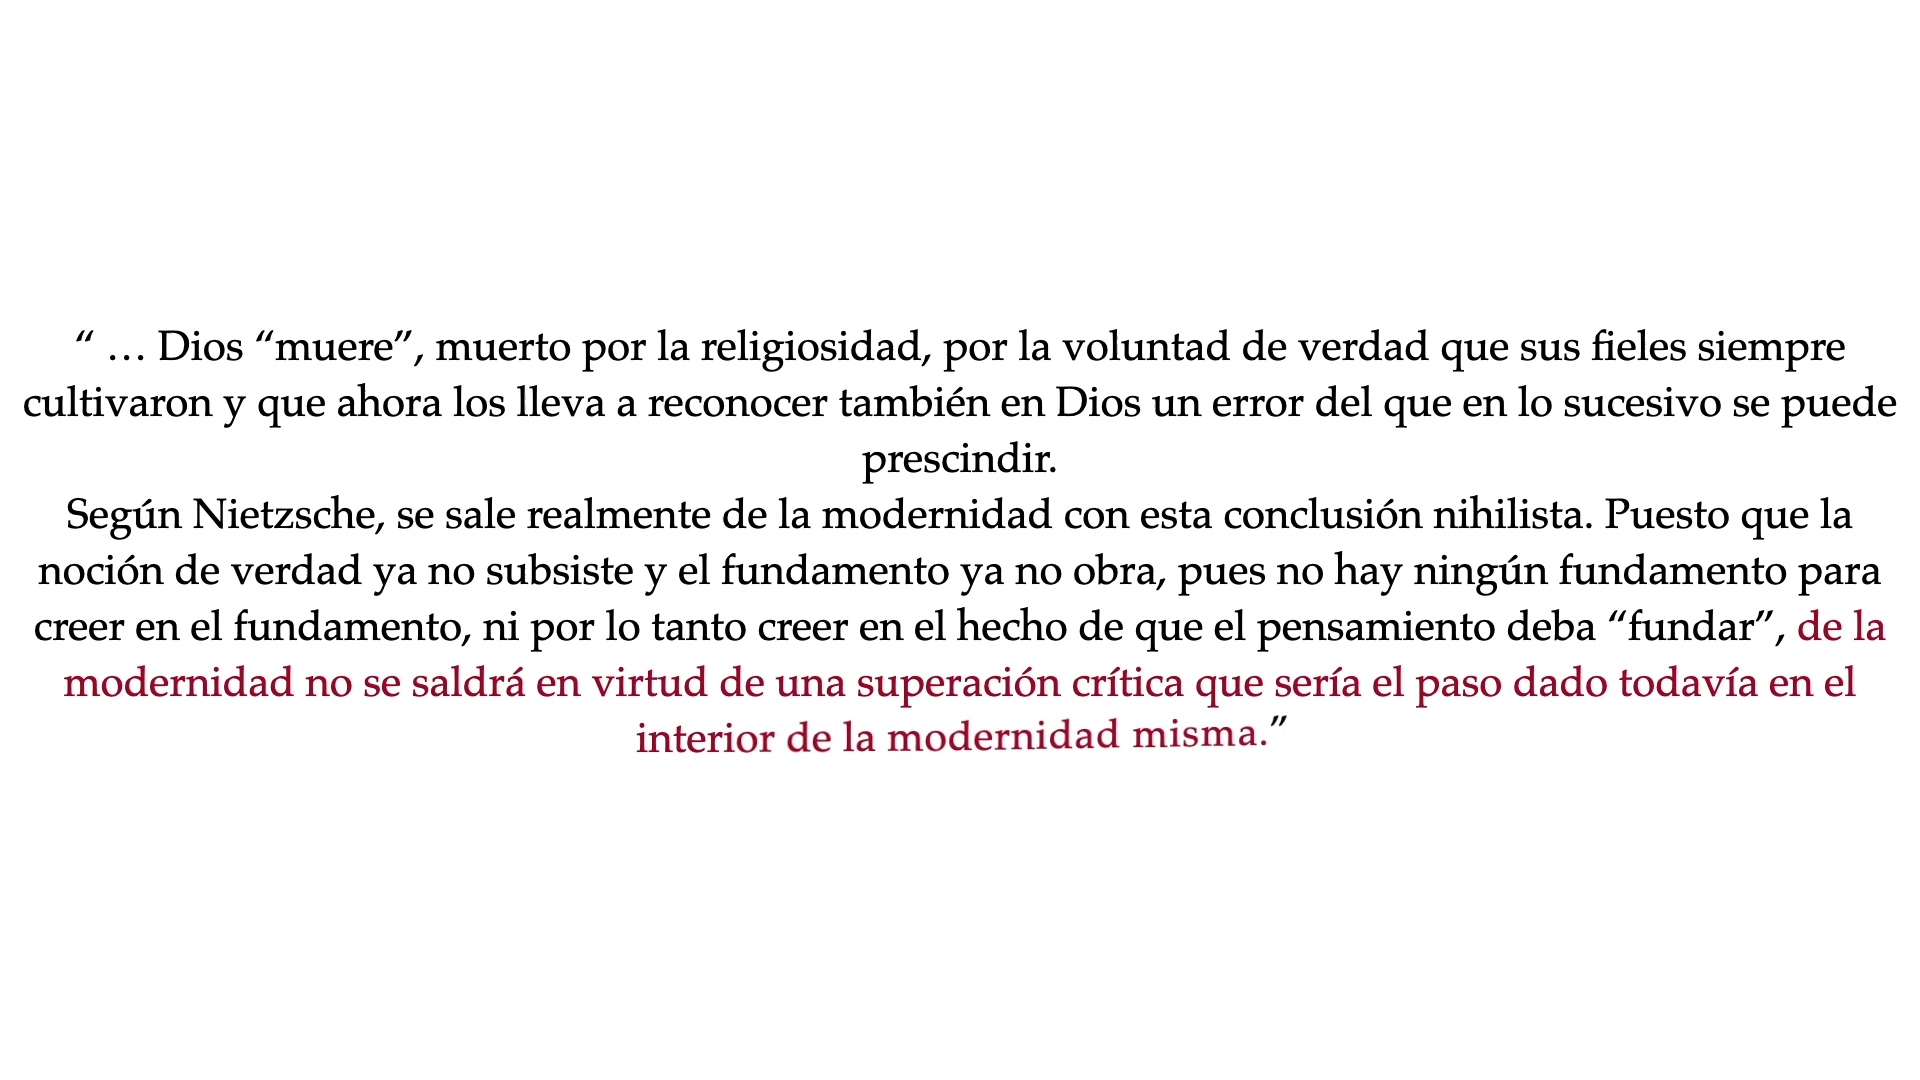 “ … Dios “muere”, muerto por la religiosidad, por la voluntad de verdad que sus fieles siempre
cultivaron y que ahora los lleva a reconocer también en Dios un error del que en lo sucesivo se puede
prescindir.
Según Nietzsche, se sale realmente de la modernidad con esta conclusión nihilista. Puesto que la
noción de verdad ya no subsiste y el fundamento ya no obra, pues no hay ningún fundamento para
creer en el fundamento, ni por lo tanto creer en el hecho de que el pensamiento deba “fundar”, de la
modernidad no se saldrá en virtud de una superación crítica que sería el paso dado todavía en el
interior de la modernidad misma.”